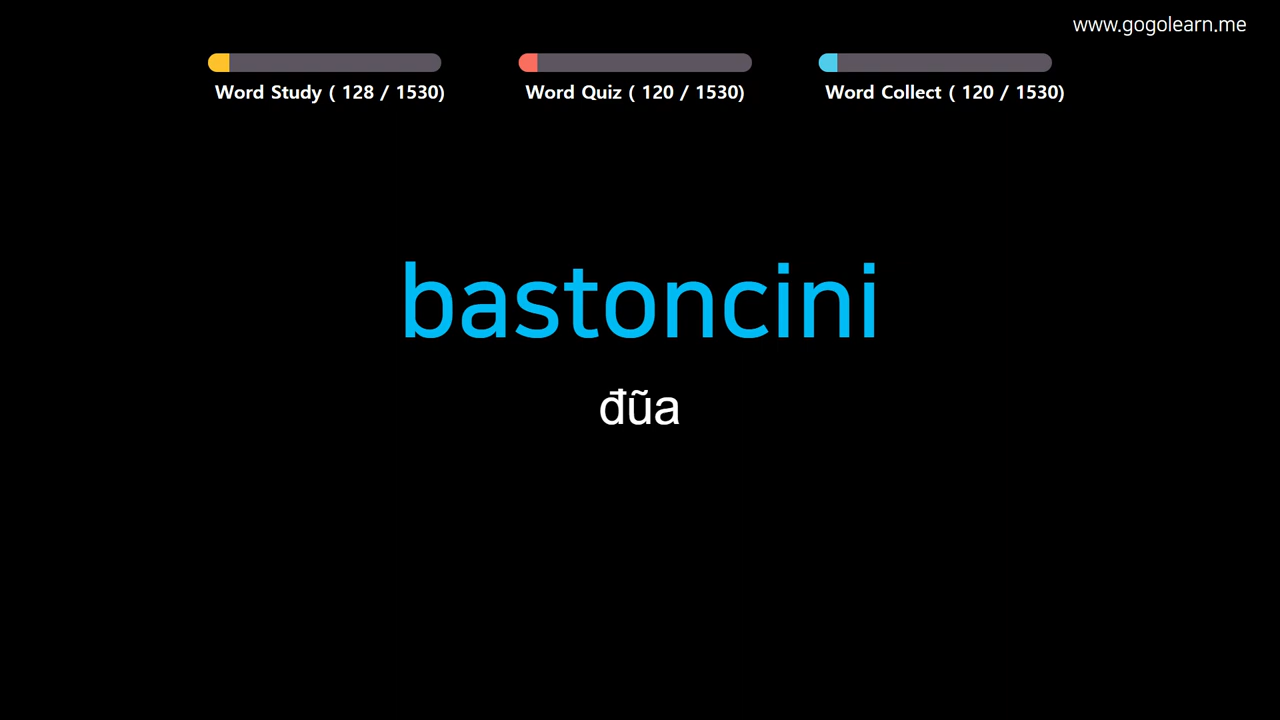 www.gogolearn.me
Word Study ( 128 / 1530)
Word Quiz ( 120 / 1530)
Word Collect ( 120 / 1530)
bastoncini
đũa